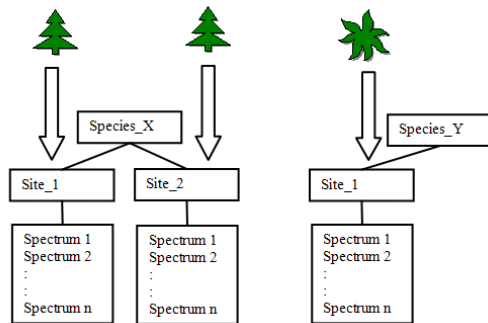 Species_X
Species_Y
Site_1
Site_2
Site_1
Spectrum 1
Spectrum 2
:
:
Spectrum n
Spectrum 1
Spectrum 2
:
:
Spectrum n
Spectrum 1
Spectrum 2
:
:
Spectrum n